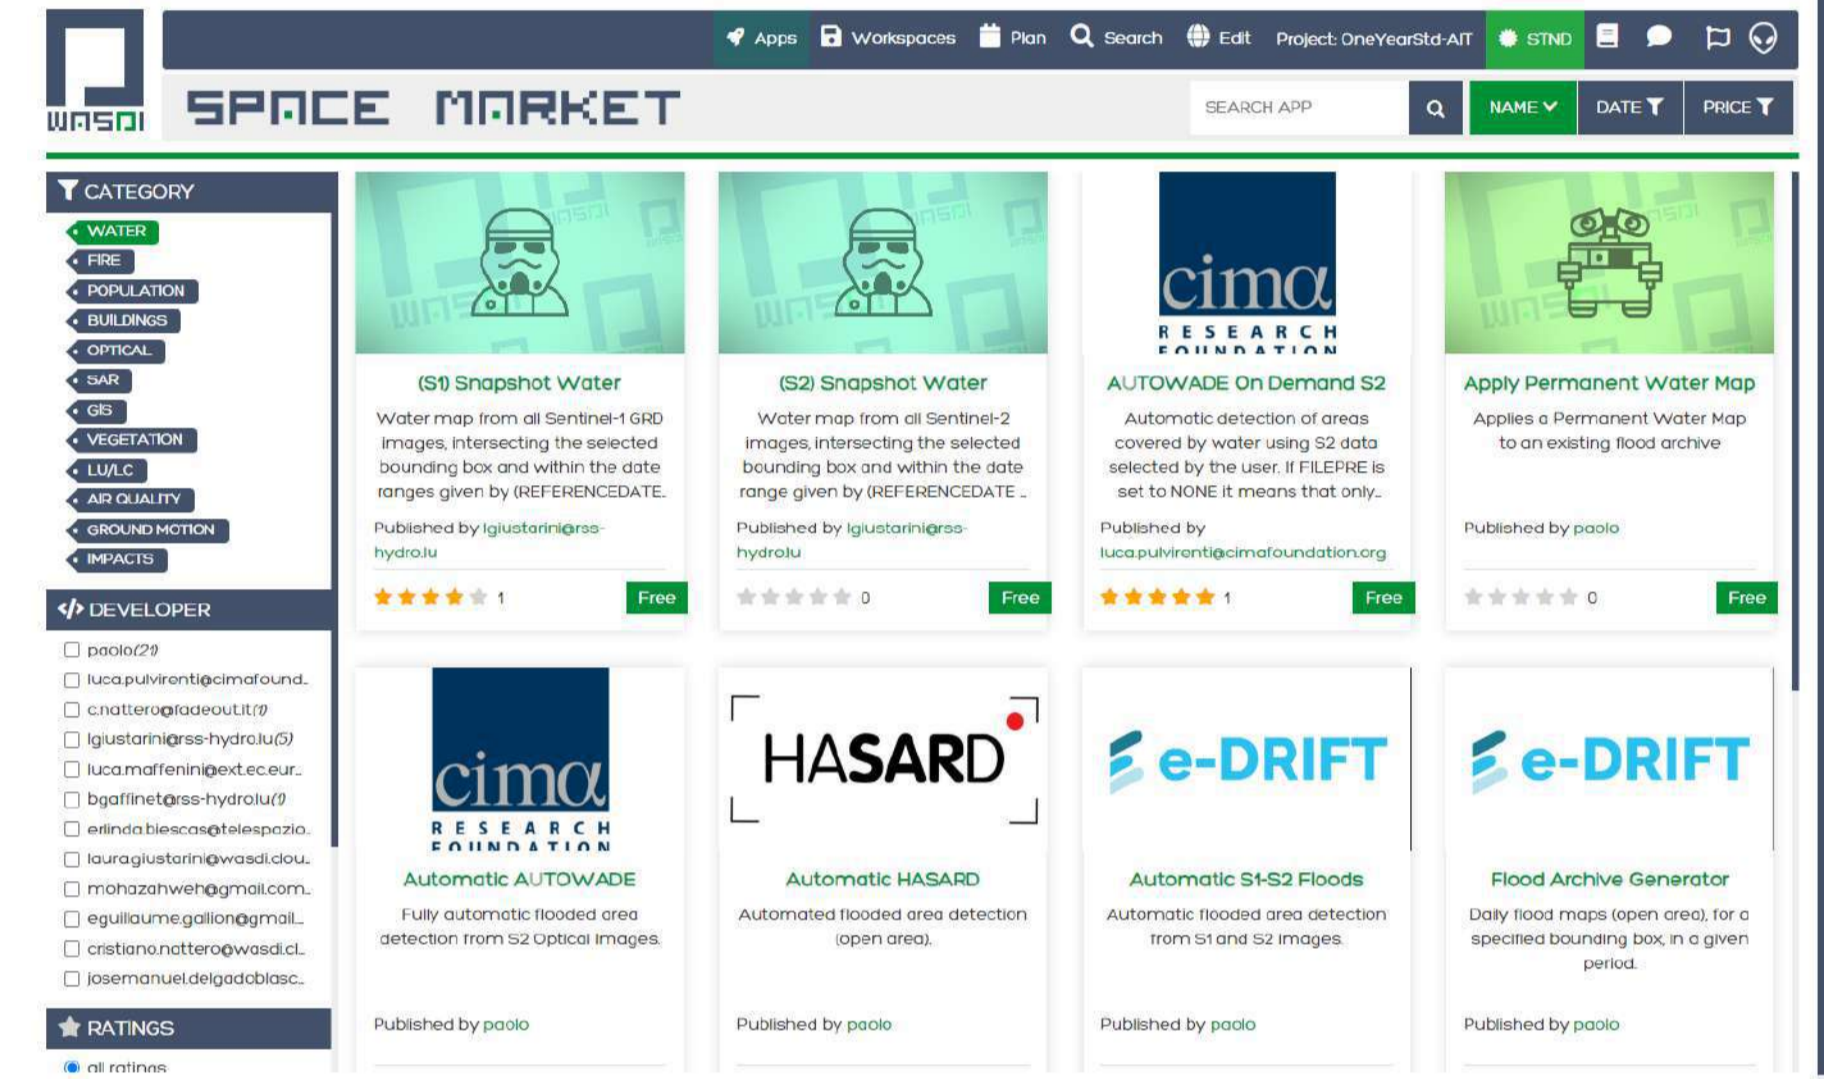 Apps Workspaces Plan Search Edit Project: OneYearStd-AIT STND
WASDI
SPACE MARKET
SEARCH APP
NAME DATE PRICE
CATEGORY
WATER
FIRE
POPULATION
BUILDINGS
OPTICAL
SAR
GIS
VEGETATION
LU/LC
AIR QUALITY
GROUND MOTION
IMPACTS
</> DEVELOPER
paolo(21)
luca.pulvirenti@cimafound...
c.nattero@fadeout.it(1)
lgiustarini@rss-hydro.lu(5)
luca.maffenini@ext.ec.eur...
bgaffinet@rss-hydro.lu(1)
erlinda.biescas@telespazio...
laura.giustarini@wasdi.clou...
mohazahweh@gmail.com...
eguillaume.gallion@gmail...
cristiano.nattero@wasdi.cl...
josemanuel.delgadoblasc...
RATINGS
all ratings
(S1) Snapshot Water
Water map from all Sentinel-1 GRD
images, intersecting the selected
bounding box and within the date
ranges given by (REFERENCEDATE...
Published by lgiustarini@rss-
hydro.lu
1 Free
(S2) Snapshot Water
Water map from all Sentinel-2
images, intersecting the selected
bounding box and within the date
range given by (REFERENCEDATE ...
Published by lgiustarini@rss-
hydro.lu
0 Free
cima
RESEARCH
FOUNDATION
AUTOWADE On Demand S2
Automatic detection of areas
covered by water using S2 data
selected by the user. If FILEPRE is
set to NONE it means that only...
Published by
luca.pulvirenti@cimafoundation.org
1 Free
Apply Permanent Water Map
Applies a Permanent Water Map
to an existing flood archive
Published by paolo
0 Free
cima
RESEARCH
FOUNDATION
Automatic AUTOWADE
Fully automatic flooded area
detection from S2 Optical Images.
Published by paolo
HASARD
Automatic HASARD
Automated flooded area detection
(open area).
Published by paolo
e-DRIFT
Automatic S1-S2 Floods
Automatic flooded area detection
from S1 and S2 Images.
Published by paolo
e-DRIFT
Flood Archive Generator
Daily flood maps (open area), for a
specified bounding box, in a given
period.
Published by paolo